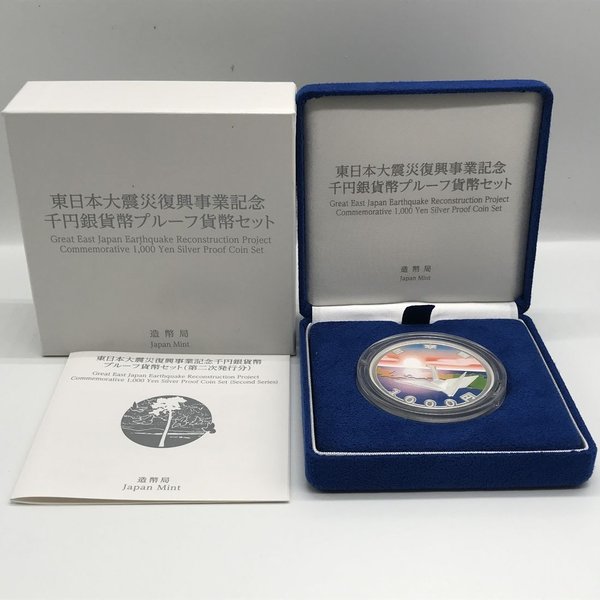 東日本大震災復興事業記念
千円銀貨幣プルーフ貨幣セット
Great East Japan Earthquake Reconstruction Project
Commemorative 1,000 Yen Silver Proof Coin Set
造幣局
Japan Mint
東日本大震災復興事業記念千円銀貨幣
プルーフ貨幣セット(第二次発行分)
Great East Japan Earthquake Reconstruction Project
Commemorative 1,000 Yen Silver Proof Coin Set (Second Series)
造幣局
Japan Mint
東日本大震災復興事業記念
千円銀貨幣プルーフ貨幣セット
Great East Japan Earthquake Reconstruction Project
Commemorative 1,000 Yen Silver Proof Coin Set
造幣局
Japan Mint
1000円